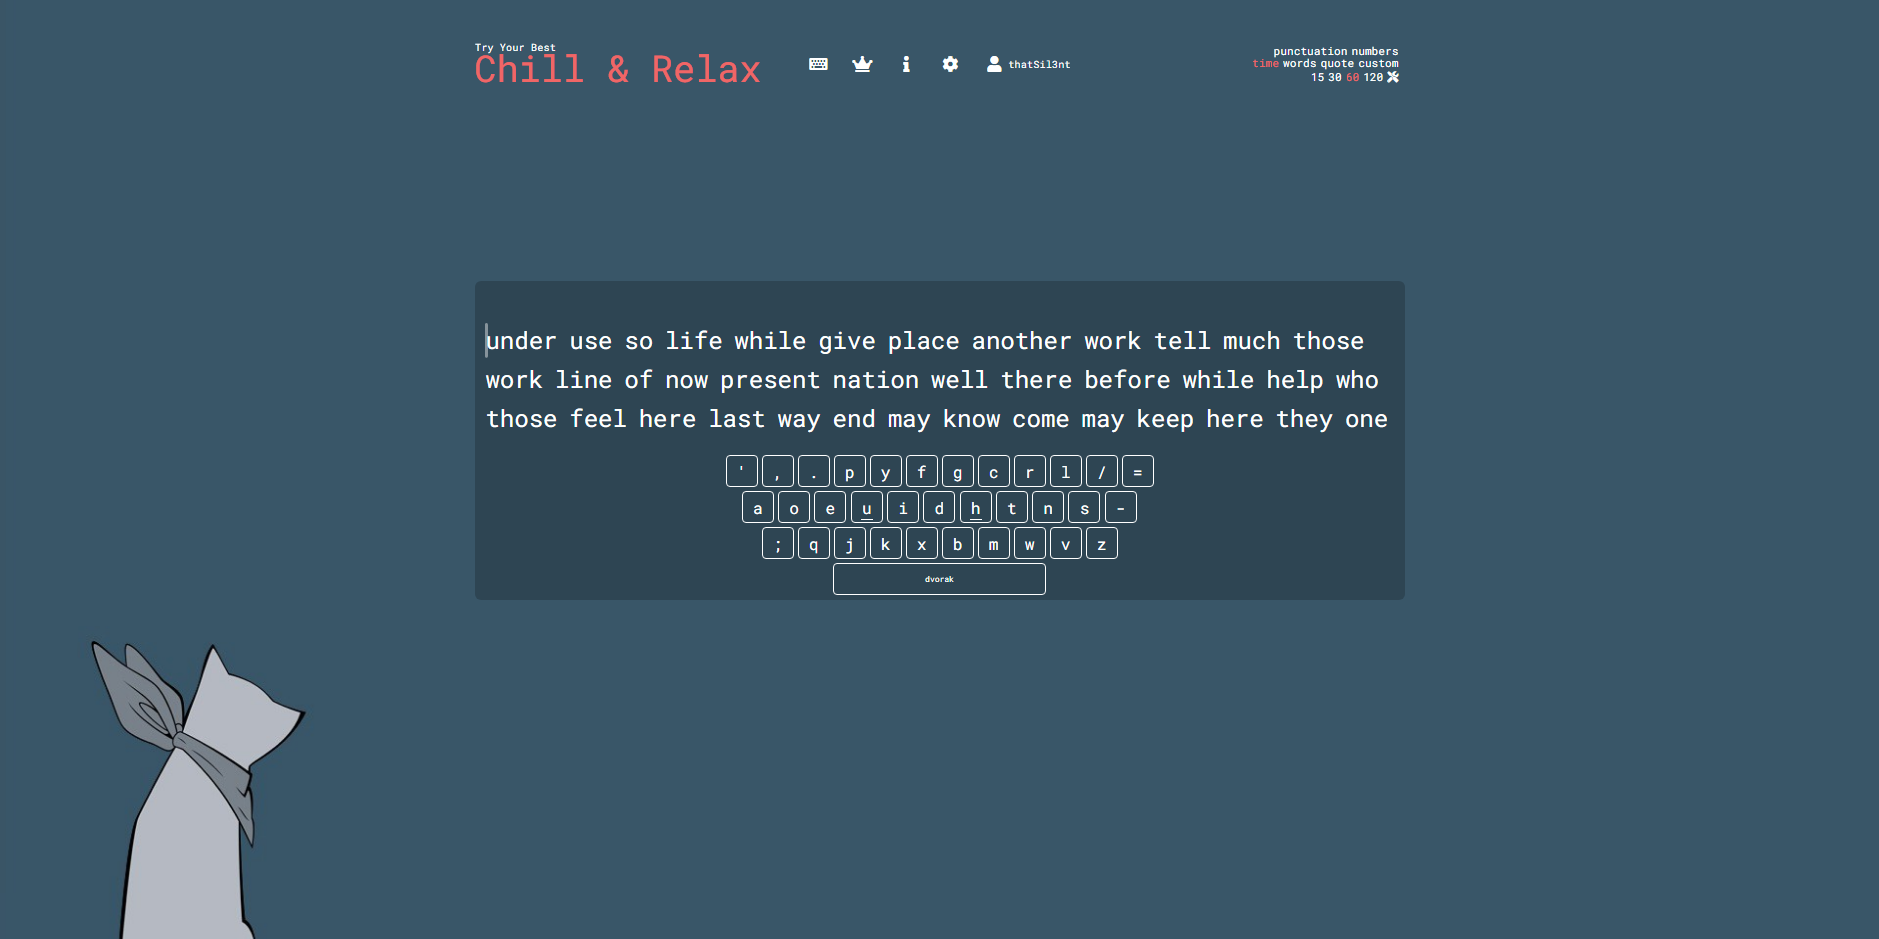 Try Your Best
Chill & Relax
thatSil3nt
punctuation numbers
time words quote custom
15 30 60 120
under use so life while give place another work tell much those
work line of now present nation well there before while help who
those feel here last way end may know come may keep here they one
' , . p y f g c r l / =
a o e u i d h t n s -
; q j k x b m w v z
dvorak